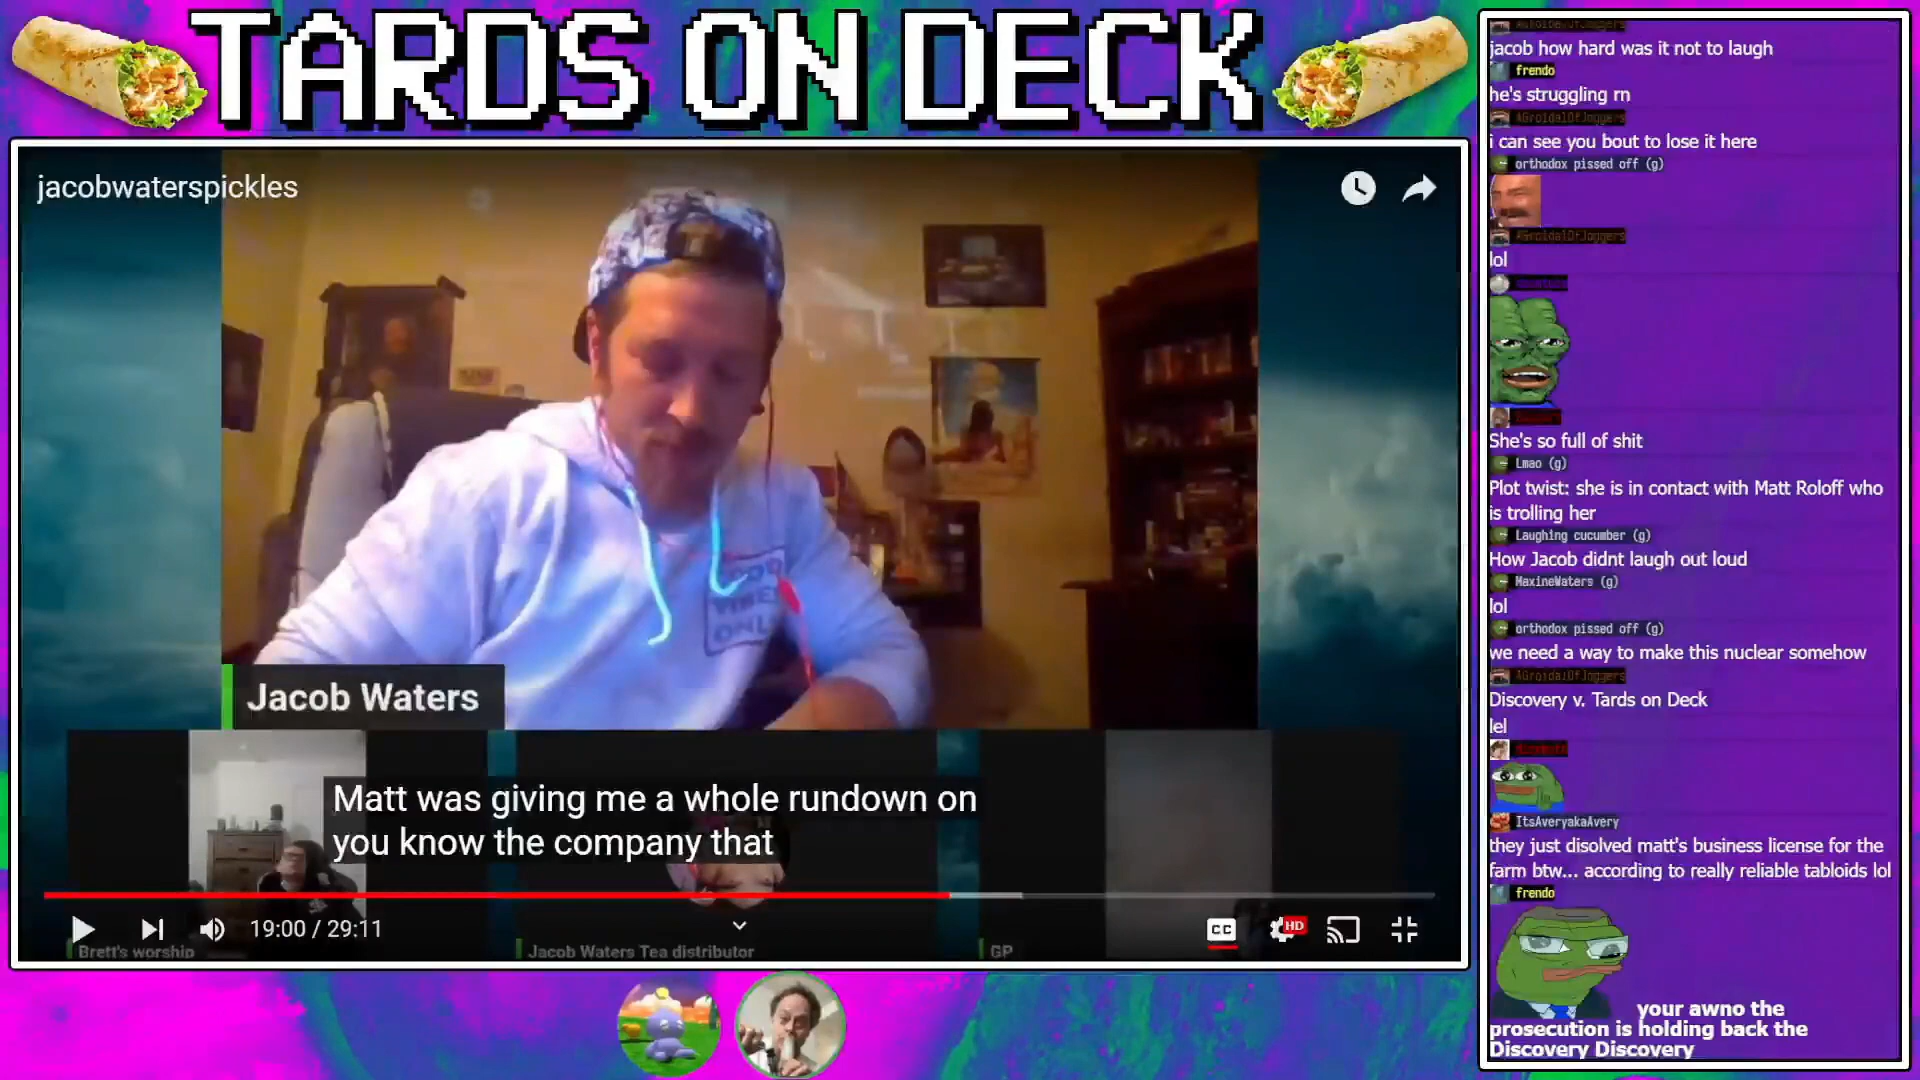 TARDS ON DECK
jacobwaterspickles
Jacob Waters
Matt was giving me a whole rundown on
you know the company that
19:00 / 29:11
CC
HD
Brett's worship
Jacob Waters Tea distributor
GP
jacob how hard was it not to laugh
frendo
he's struggling rn
AGroidalOfJoggers
i can see you bout to lose it here
orthodox pissed off (g)
AGroidalOfJoggers
lol
She's so full of shit
Lmao (g)
Plot twist: she is in contact with Matt Roloff who
is trolling her
Laughing cucumber (g)
How Jacob didnt laugh out loud
MaxineWaters (g)
lol
orthodox pissed off (g)
we need a way to make this nuclear somehow
AGroidalOfJoggers
Discovery v. Tards on Deck
lel
ItsAveryakaAvery
they just disolved matt's business license for the
farm btw... according to really reliable tabloids lol
frendo
your awno the
prosecution is holding back the
Discovery Discovery